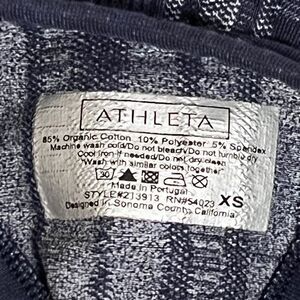 ATHLETA
85% Organic Cotton 10% Polyester 5% Spandex
Machine wash cold/Do not bleach/Do not tumble dry
Cool iron-if needed/Do not dry clean
"Wash with similar colors together"
30
Made in Portugal
STYLE#213913 RN#54023 XS
Designed in Sonoma County, California